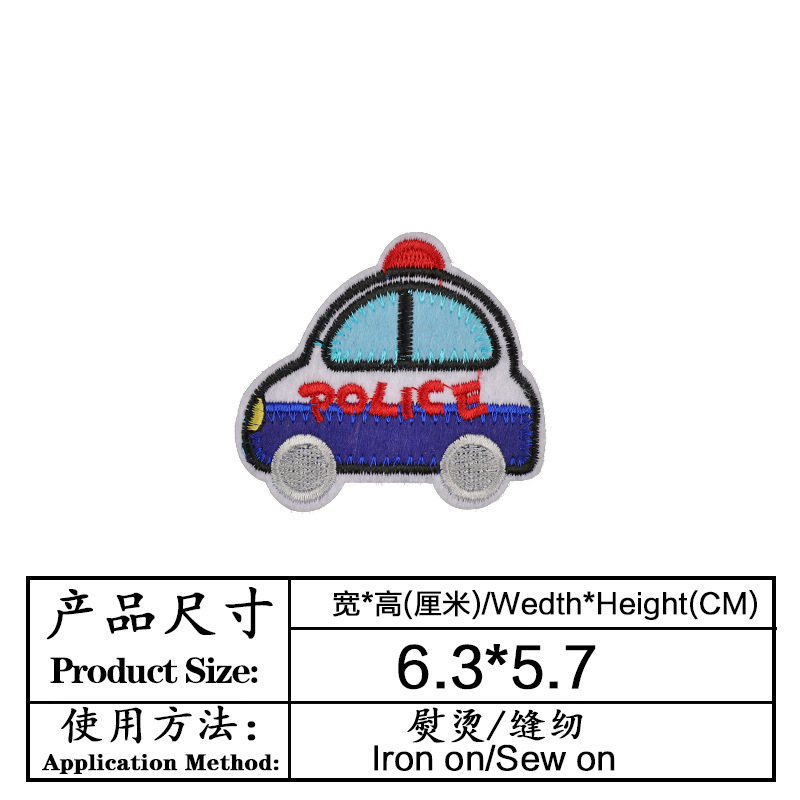 POLICE
产品尺寸
Product Size:
宽*高(厘米)/Wedth*Height(CM)
6.3*5.7
使用方法：
Application Method:
熨烫/缝纫
Iron on/Sew on